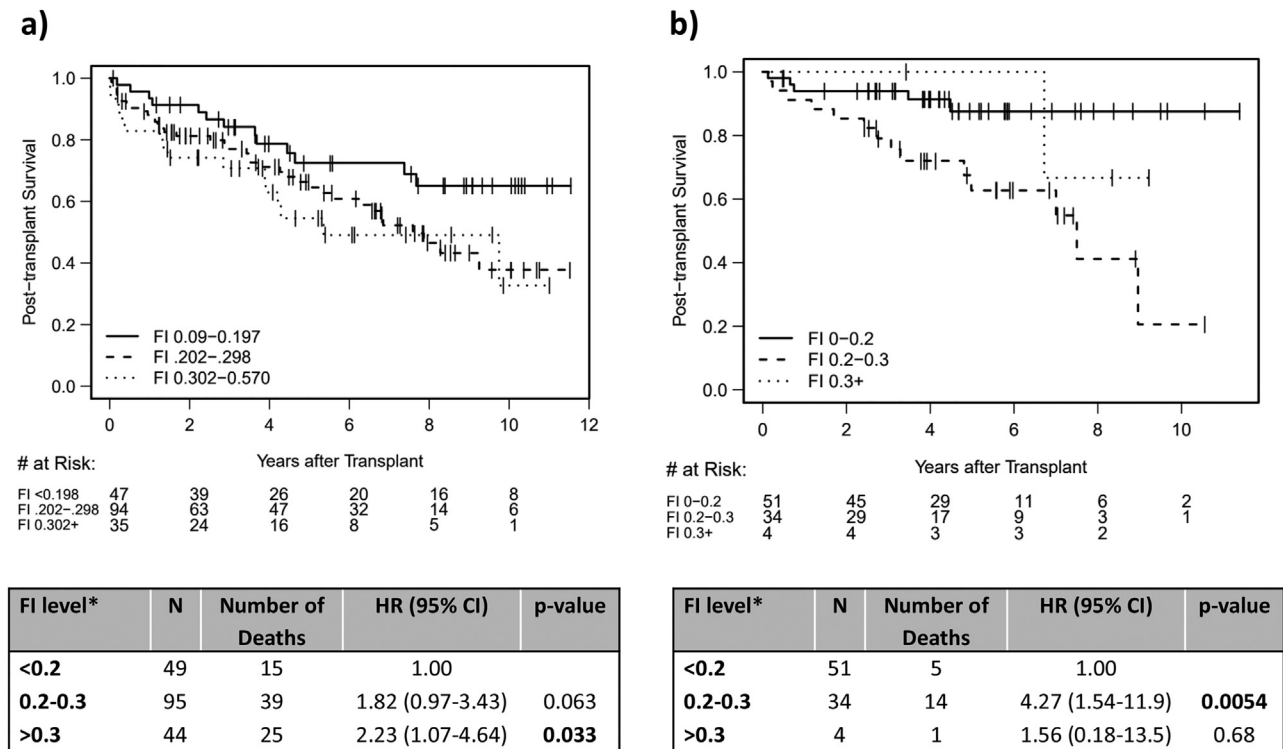 a)
Post-transplant Survival
1.0
0.8
0.6
0.4
0.2
0.0
FI 0.09−0.197
FI .202−.298
FI 0.302−0.570
0 2 4 6 8 10 12
Years after Transplant
# at Risk:
FI <0.198 47 39 26 20 16 8
FI .202−.298 94 63 47 32 14 6
FI 0.302+ 35 24 16 8 5 1
FI level* N Number of Deaths HR (95% CI) p-value
<0.2 49 15 1.00
0.2-0.3 95 39 1.82 (0.97-3.43) 0.063
>0.3 44 25 2.23 (1.07-4.64) 0.033
b)
Post-transplant Survival
1.0
0.8
0.6
0.4
0.2
0.0
FI 0−0.2
FI 0.2−0.3
FI 0.3+
0 2 4 6 8 10
Years after Transplant
# at Risk:
FI 0−0.2 51 45 29 11 6 2
FI 0.2−0.3 34 29 17 9 3 1
FI 0.3+ 4 4 3 3 2
FI level* N Number of Deaths HR (95% CI) p-value
<0.2 51 5 1.00
0.2-0.3 34 14 4.27 (1.54-11.9) 0.0054
>0.3 4 1 1.56 (0.18-13.5) 0.68